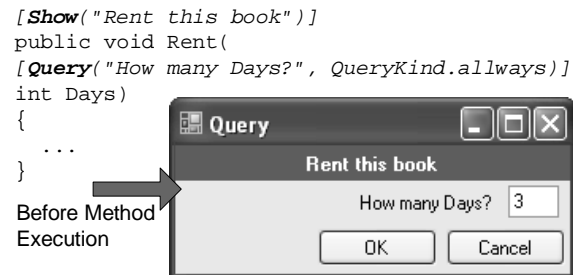 [Show("Rent this book")]
public void Rent(
[Query("How many Days?", QueryKind.allways)]
int Days)
{
...
}
Before Method
Execution
Query
Rent this book
How many Days? 3
OK Cancel